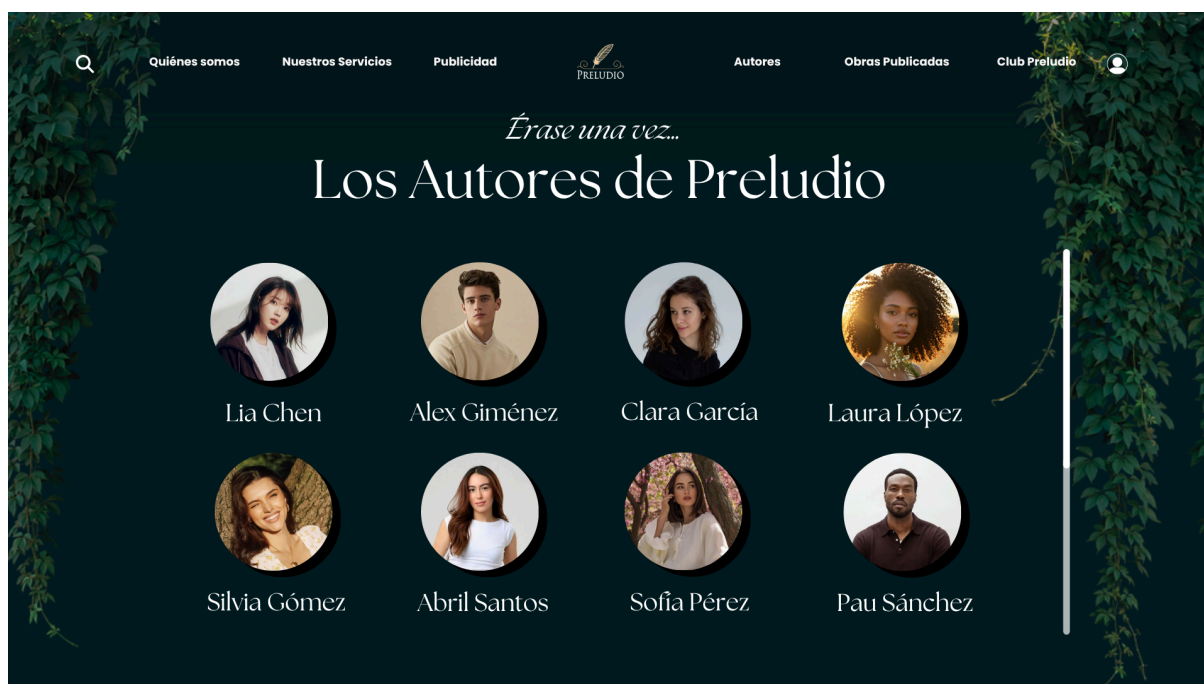 Quiénes somos
Nuestros Servicios
Publicidad
PRELUDIO
Autores
Obras Publicadas
Club Preludio
Érase una vez...
Los Autores de Preludio
Lia Chen
Alex Giménez
Clara García
Laura López
Silvia Gómez
Abril Santos
Sofía Pérez
Pau Sánchez